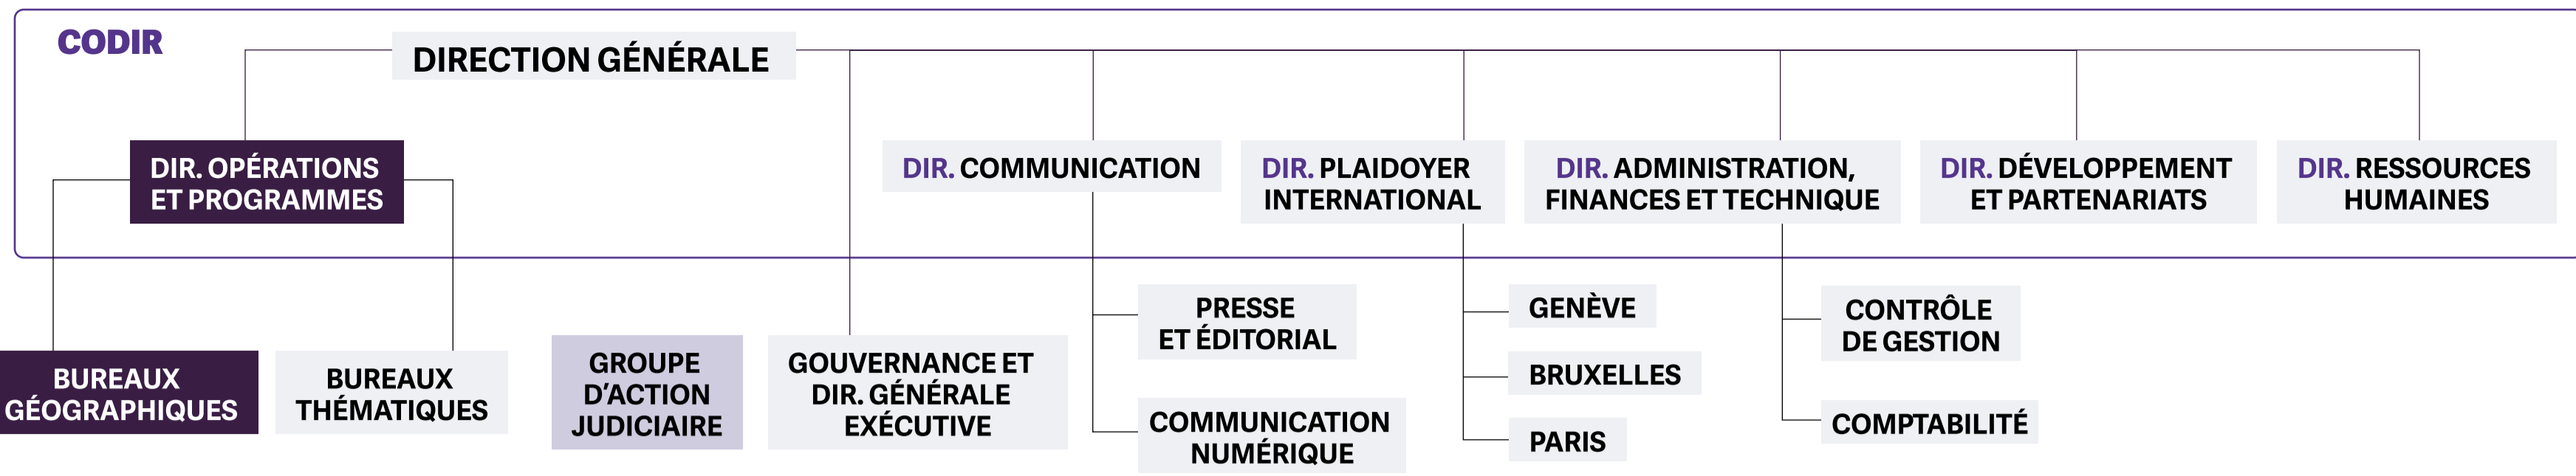 CODIR
DIRECTION GÉNÉRALE
DIR. OPÉRATIONS
ET PROGRAMMES
DIR. COMMUNICATION
DIR. PLAIDOYER
INTERNATIONAL
DIR. ADMINISTRATION,
FINANCES ET TECHNIQUE
DIR. DÉVELOPPEMENT
ET PARTENARIATS
DIR. RESSOURCES
HUMAINES
BUREAUX
GÉOGRAPHIQUES
BUREAUX
THÉMATIQUES
GROUPE
D’ACTION
JUDICIAIRE
GOUVERNANCE ET
DIR. GÉNÉRALE
EXÉCUTIVE
PRESSE
ET ÉDITORIAL
COMMUNICATION
NUMÉRIQUE
GENÈVE
BRUXELLES
PARIS
CONTRÔLE
DE GESTION
COMPTABILITÉ